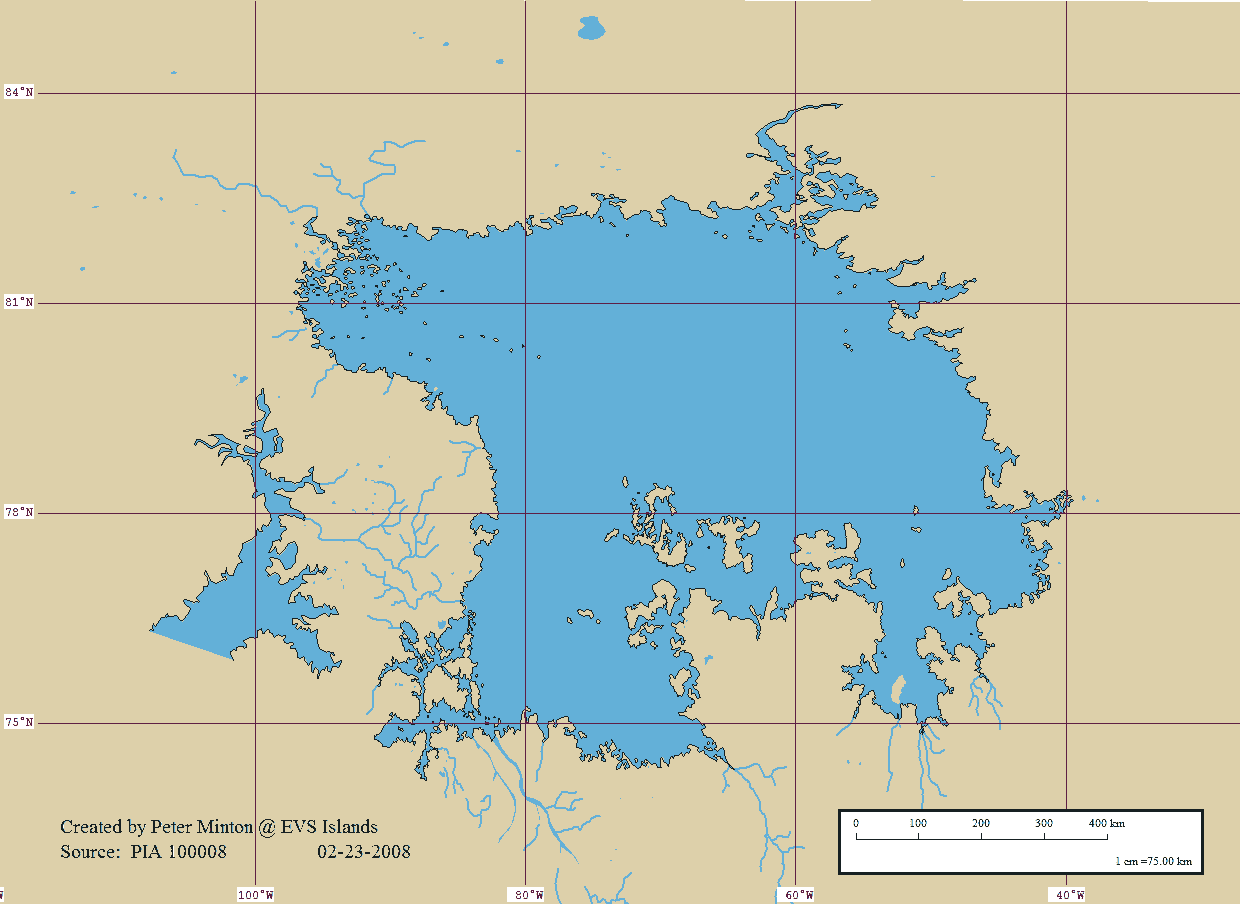 84°N
81°N
78°N
75°N
Created by Peter Minton @ EVS Islands
Source: PIA 100008 02-23-2008
0 100 200 300 400 km
1 cm =75.00 km
W 100°W 80°W 60°W 40°W